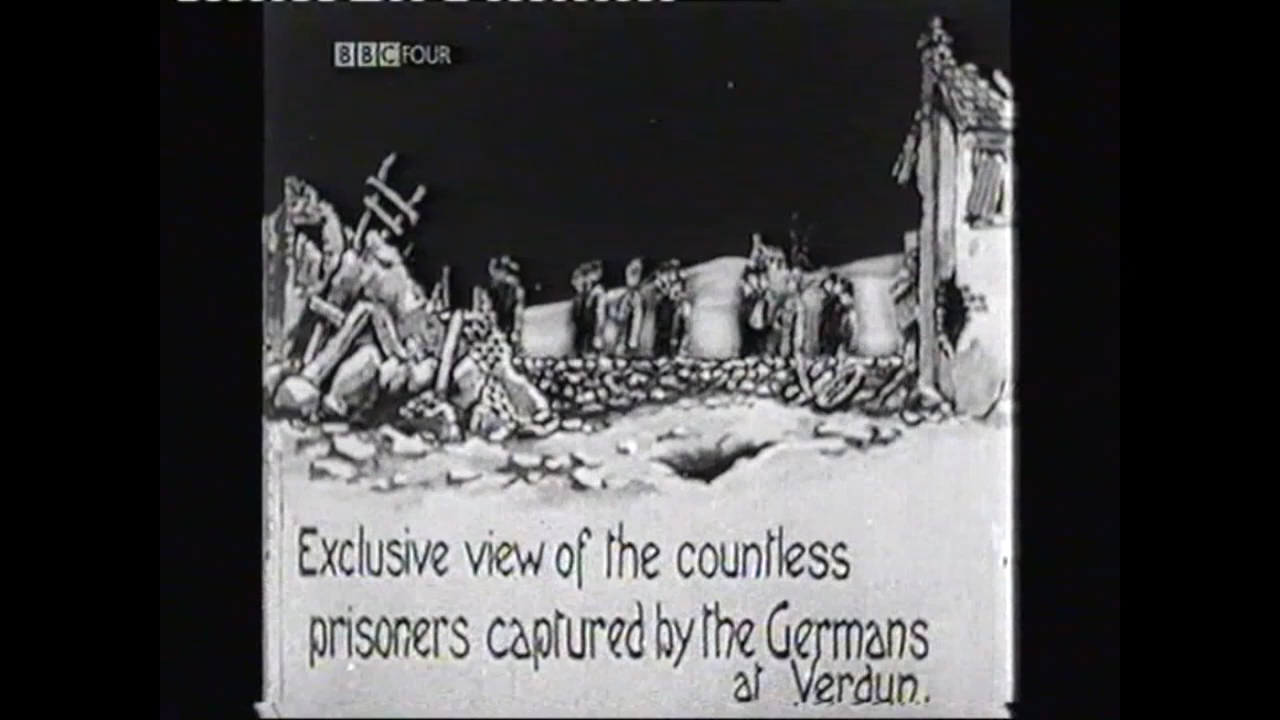 BBC FOUR
Exclusive view of the countless
prisoners captured by the Germans
at Verdun.